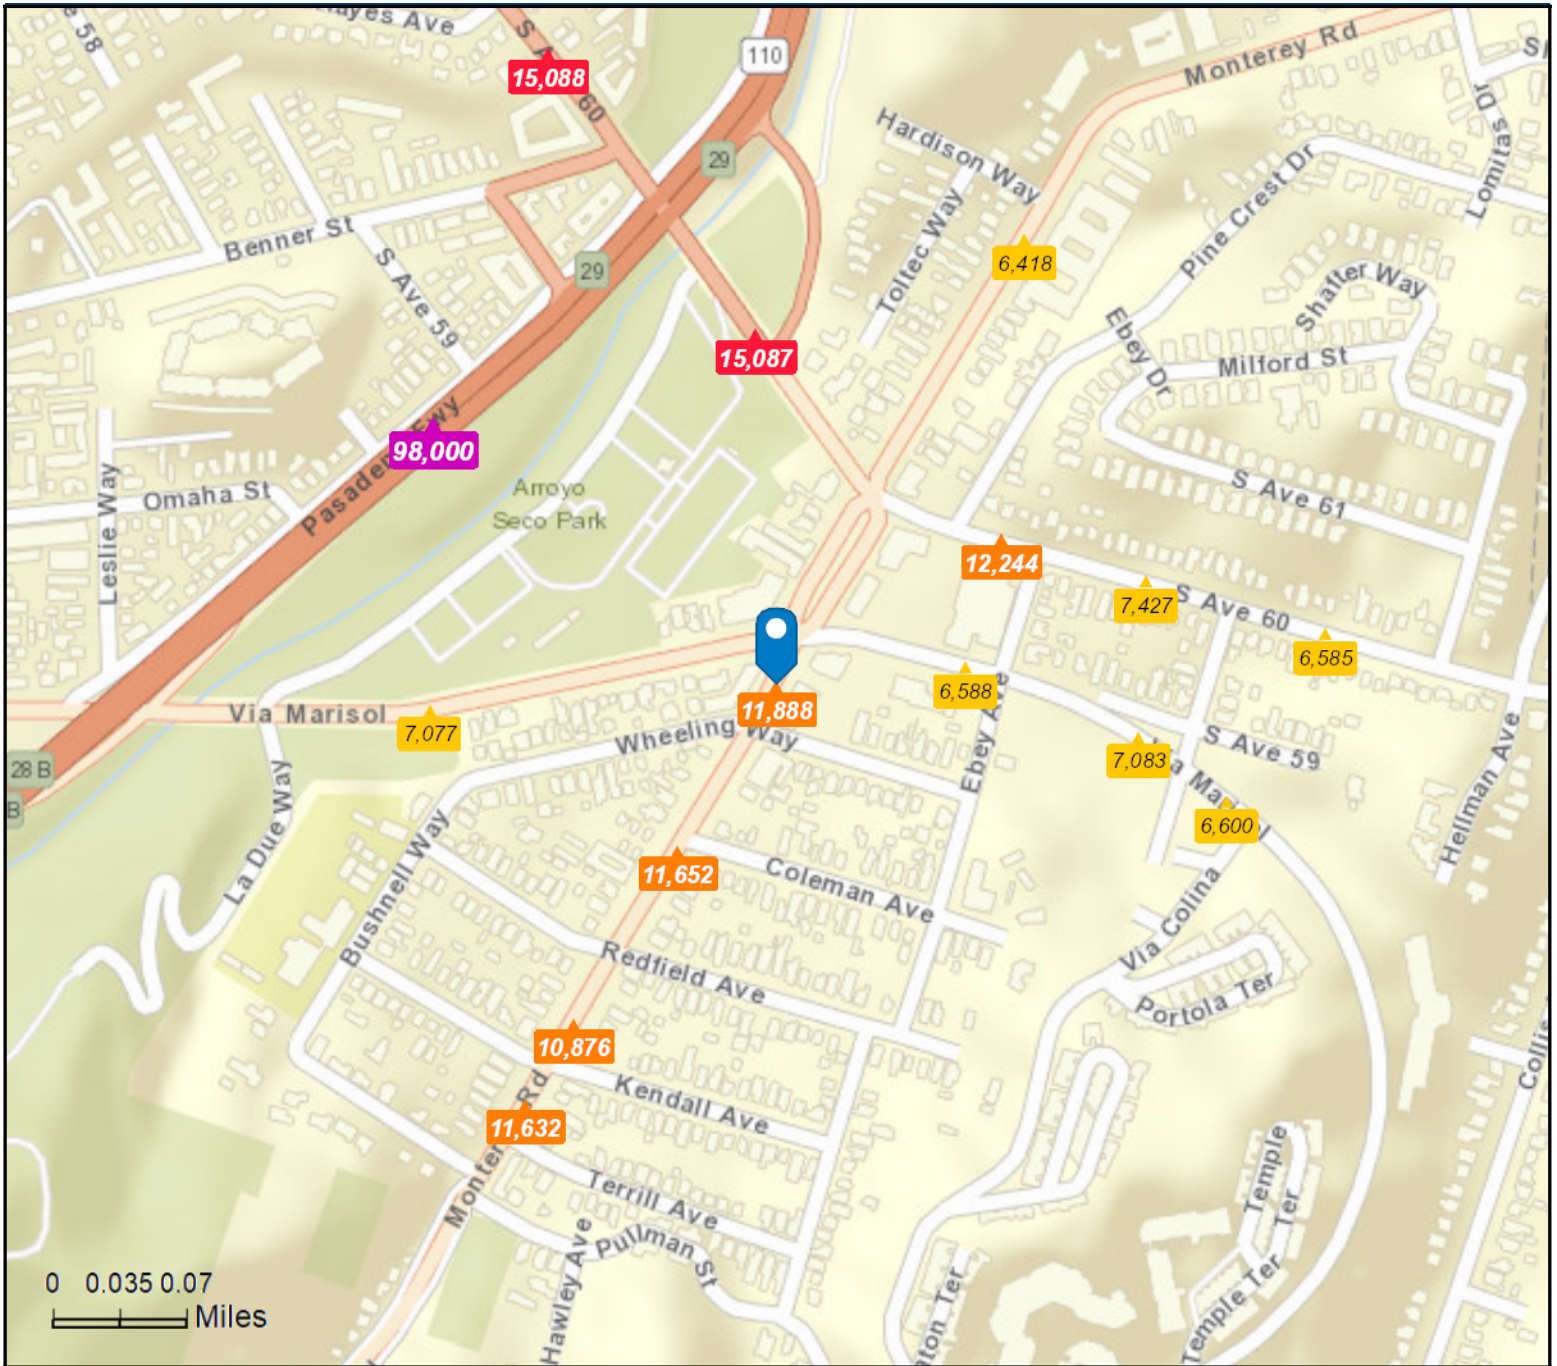 Hayes Ave
S Ave 60
110
Monterey Rd
15,088
Lomitas Dr
Hardison Way
29
Pine Crest Dr
Toltec Way
Benner St
S Ave 59
6,418
29
Shafter Way
Ebey Dr
Milford St
15,087
Pasadena Fwy
98,000
Arroyo
Seco Park
Leslie Way
Omaha St
S Ave 61
12,244
7,427
S Ave 60
6,585
6,588
Ebey Ave
11,888
Via Marisol
7,077
Wheeling Way
S Ave 59
7,083
Via Marisol
Hellman Ave
28 B
B
La Due Way
6,600
Bushnell Way
11,652
Coleman Ave
Via Colina
Redfield Ave
Portola Ter
10,876
Kendall Ave
11,632
Monterey Rd
Collis
Terrill Ave
Temple
Ter
Pullman St
Hawley Ave
Temple Ter
aton Ter
0 0.035 0.07
Miles